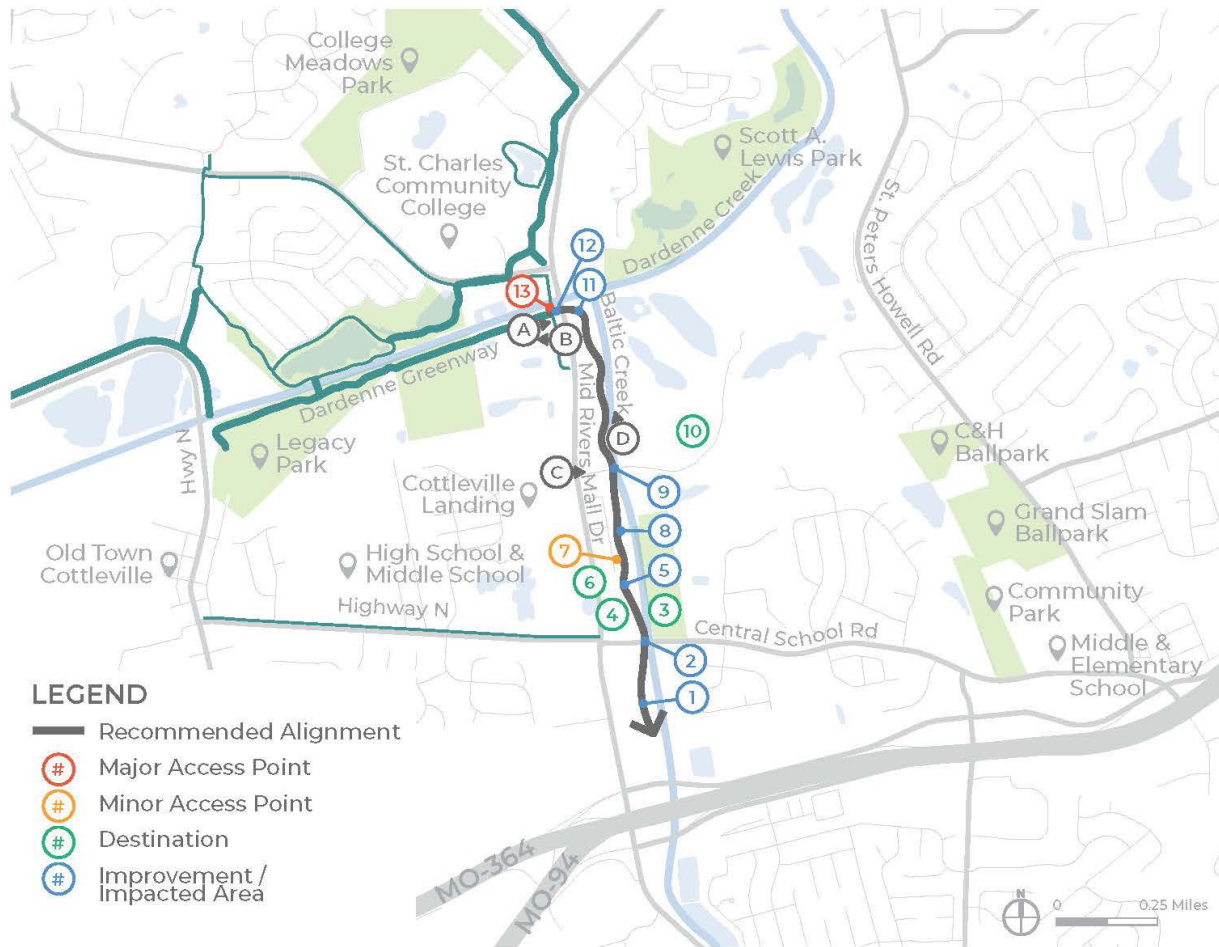 College
Meadows
Park
St. Charles
Community
College
Scott A.
Lewis Park
Dardenne Creek
St. Peters Howell Rd
12
11
13
A
B
Baltic Creek
Dardenne Greenway
Mid Rivers Mall Dr
D
10
C
Hwy N
Legacy
Park
Cottleville
Landing
C&H
Ballpark
9
Grand Slam
Ballpark
8
7
Old Town
Cottleville
High School &
Middle School
5
6
3
4
Community
Park
Highway N
Central School Rd
2
Middle &
Elementary
School
1
LEGEND
Recommended Alignment
# Major Access Point
# Minor Access Point
# Destination
# Improvement /
Impacted Area
MO-364
MO-94
N
0 0.25 Miles